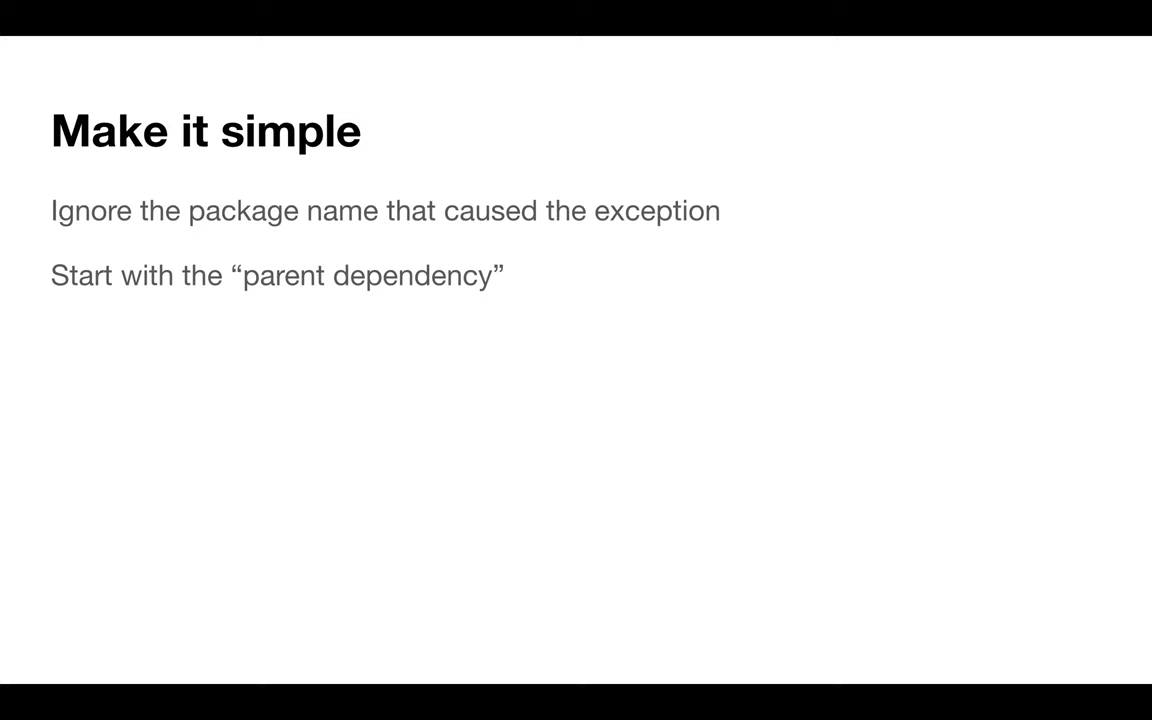 Make it simple
Ignore the package name that caused the exception
Start with the “parent dependency”